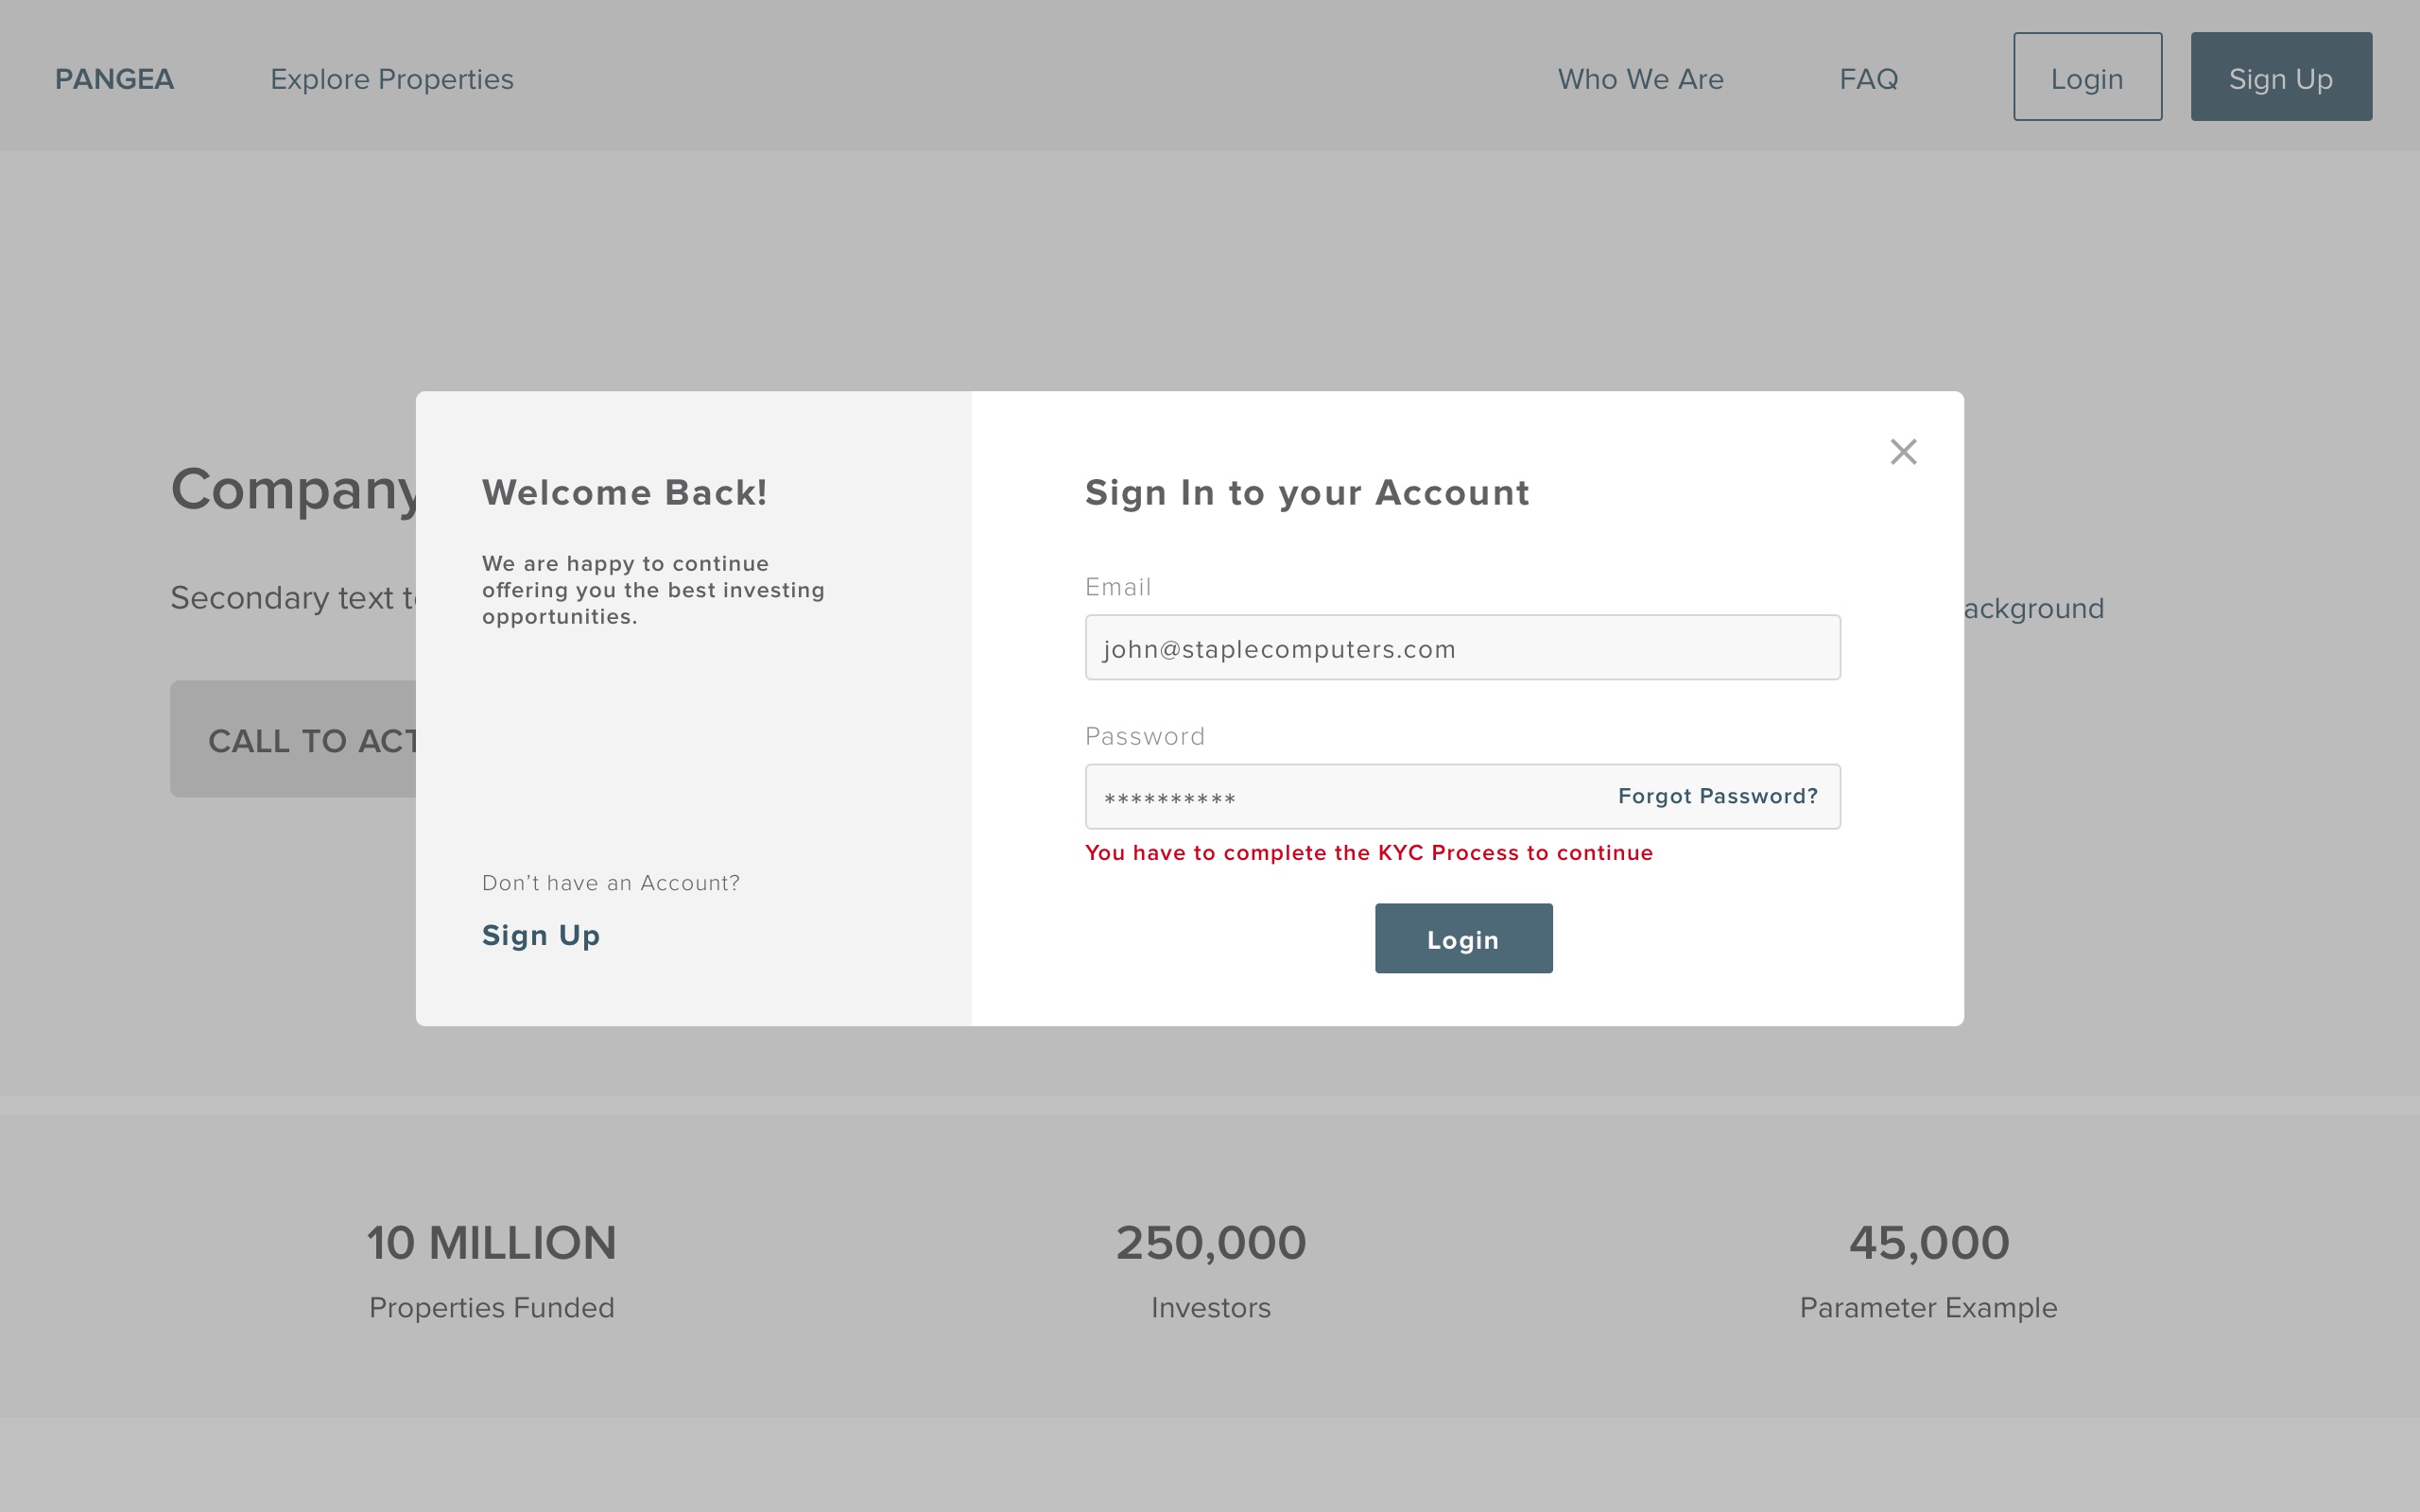 PANGEA
Explore Properties
Who We Are
FAQ
Login
Sign Up
Company
Secondary text
CALL TO
ackground
Welcome Back!
We are happy to continue
offering you the best investing
opportunities.
Don’t have an Account?
Sign Up
Sign In to your Account
Email
john@staplecomputers.com
Password
**********
Forgot Password?
You have to complete the KYC Process to continue
Login
10 MILLION
Properties Funded
250,000
Investors
45,000
Parameter Example